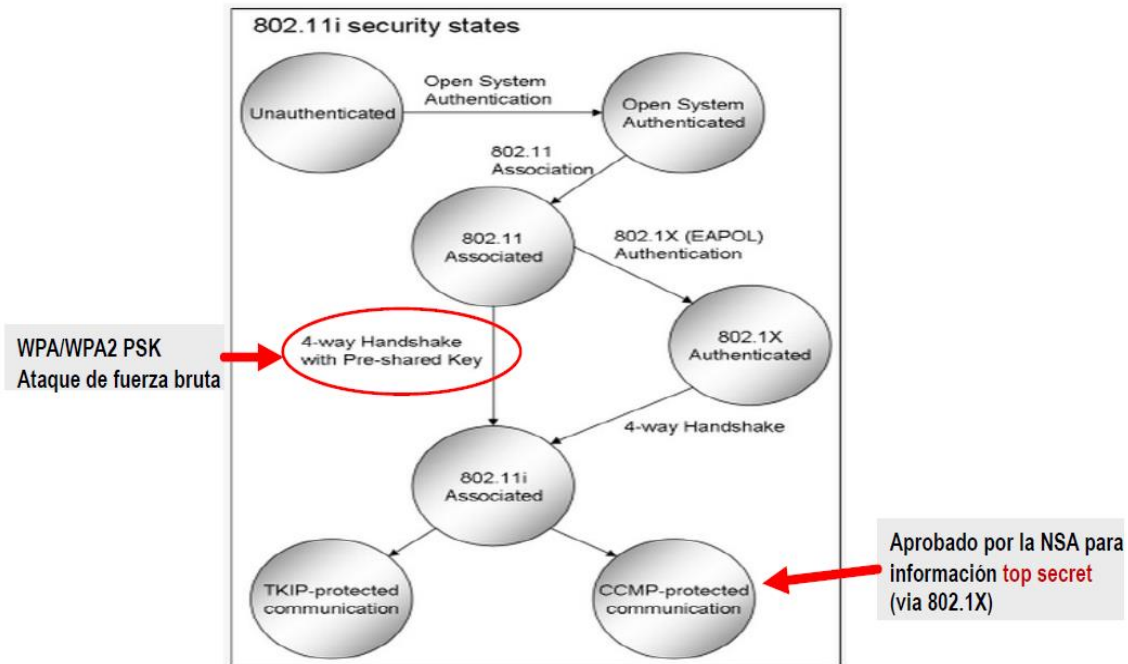 802.11i security states
Open System
Authentication
Unauthenticated
Open System
Authenticated
802.11
Association
802.11
Associated
802.1X (EAPOL)
Authentication
WPA/WPA2 PSK
Ataque de fuerza bruta
4-way Handshake
with Pre-shared Key
802.1X
Authenticated
4-way Handshake
802.11i
Associated
TKIP-protected
communication
CCMP-protected
communication
Aprobado por la NSA para
información top secret
(via 802.1X)